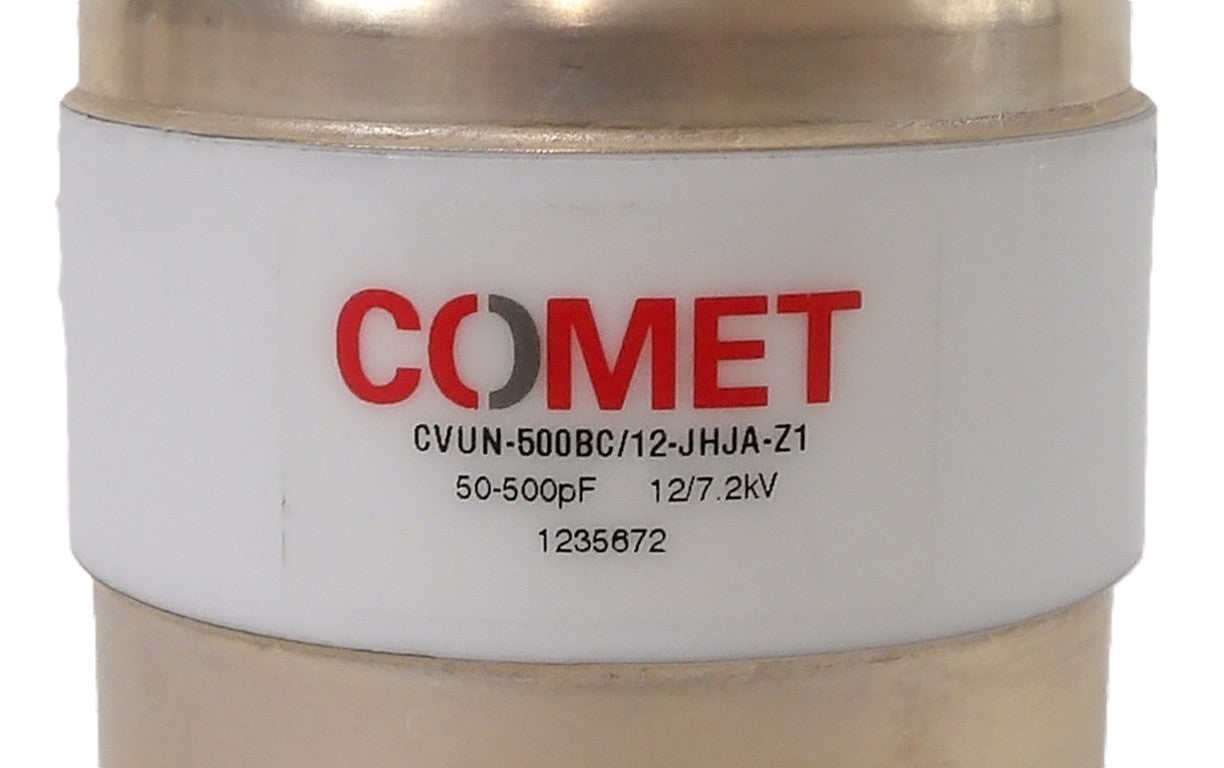 COMET
CVUN-500BC/12-JHJA-Z1
50-500pF 12/7.2kV
1235672